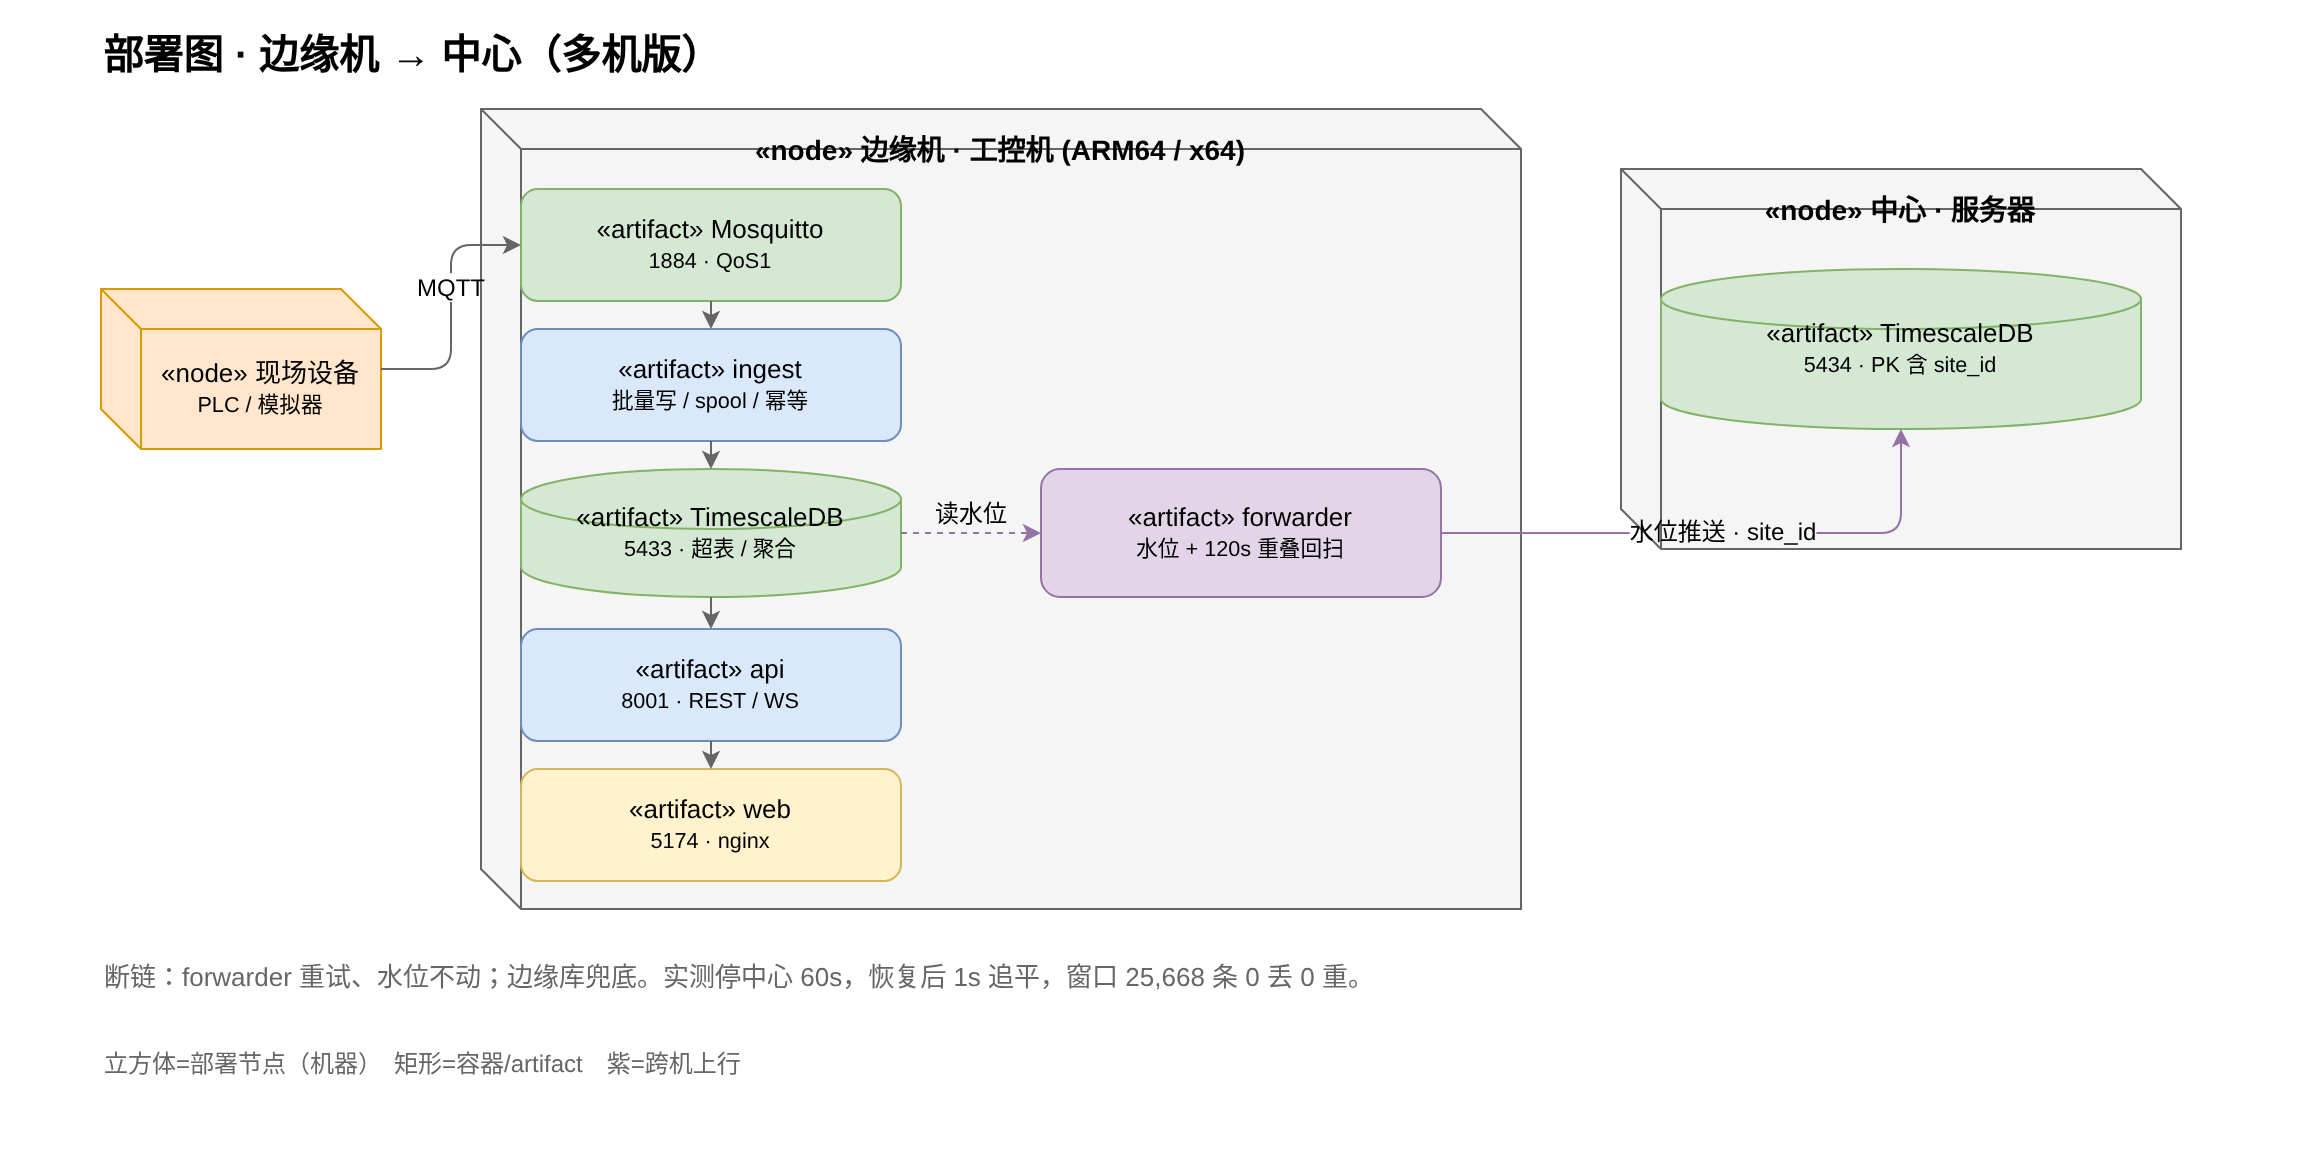 部署图 · 边缘机 → 中心（多机版）
«node» 边缘机 · 工控机 (ARM64 / x64)
«node» 中心 · 服务器
«artifact» Mosquitto
1884 · QoS1
MQTT
«node» 现场设备
PLC / 模拟器
«artifact» ingest
批量写 / spool / 幂等
«artifact» TimescaleDB
5434 · PK 含 site_id
«artifact» TimescaleDB
5433 · 超表 / 聚合
读水位
«artifact» forwarder
水位 + 120s 重叠回扫
水位推送 · site_id
«artifact» api
8001 · REST / WS
«artifact» web
5174 · nginx
断链：forwarder 重试、水位不动；边缘库兜底。实测停中心 60s，恢复后 1s 追平，窗口 25,668 条 0 丢 0 重。
立方体=部署节点（机器） 矩形=容器/artifact 紫=跨机上行